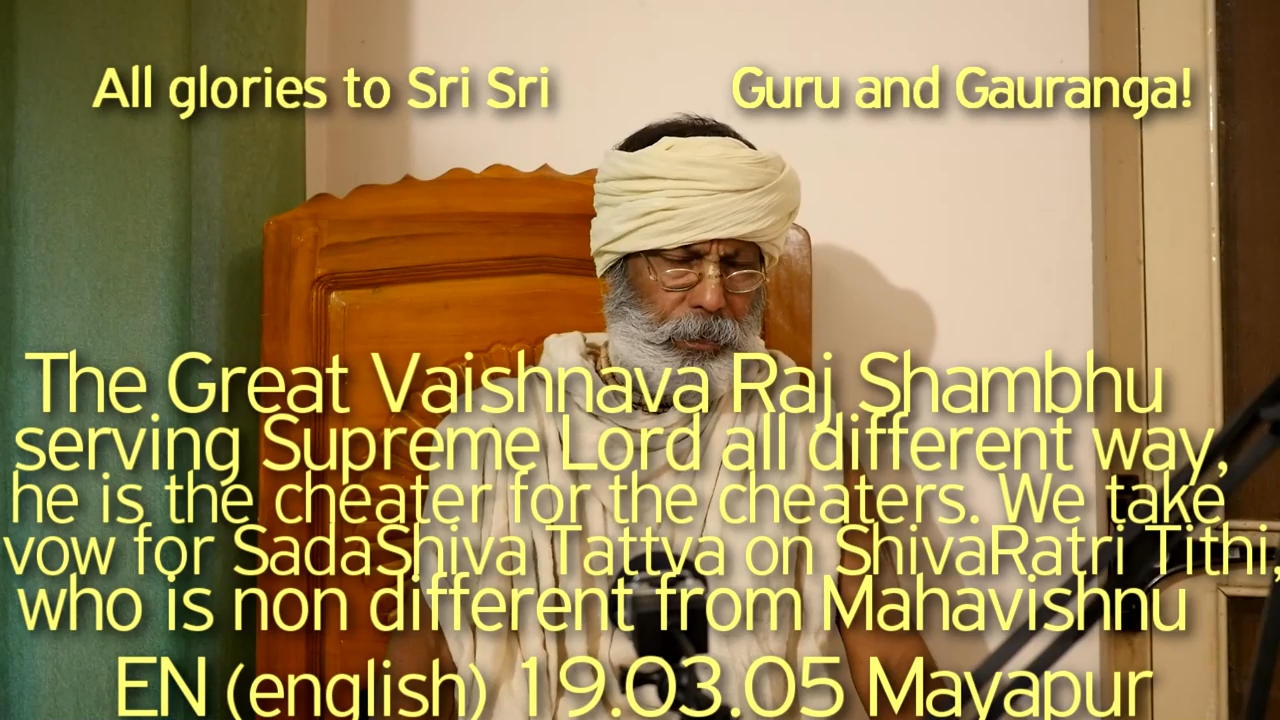 All glories to Sri Sri Guru and Gauranga!
The Great Vaishnava Raj Shambhu
serving Supreme Lord all different way,
he is the cheater for the cheaters. We take
vow for SadaShiva Tattva on ShivaRatri Tithi,
who is non different from Mahavishnu
EN (english) 19.03.05 Mayapur